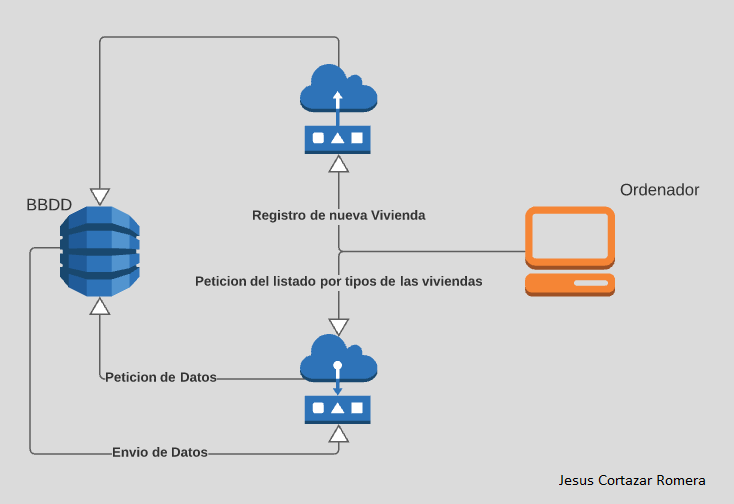 Ordenador
BBDD
Registro de nueva Vivienda
Peticion del listado por tipos de las viviendas
Peticion de Datos
Envio de Datos
Jesus Cortazar Romera